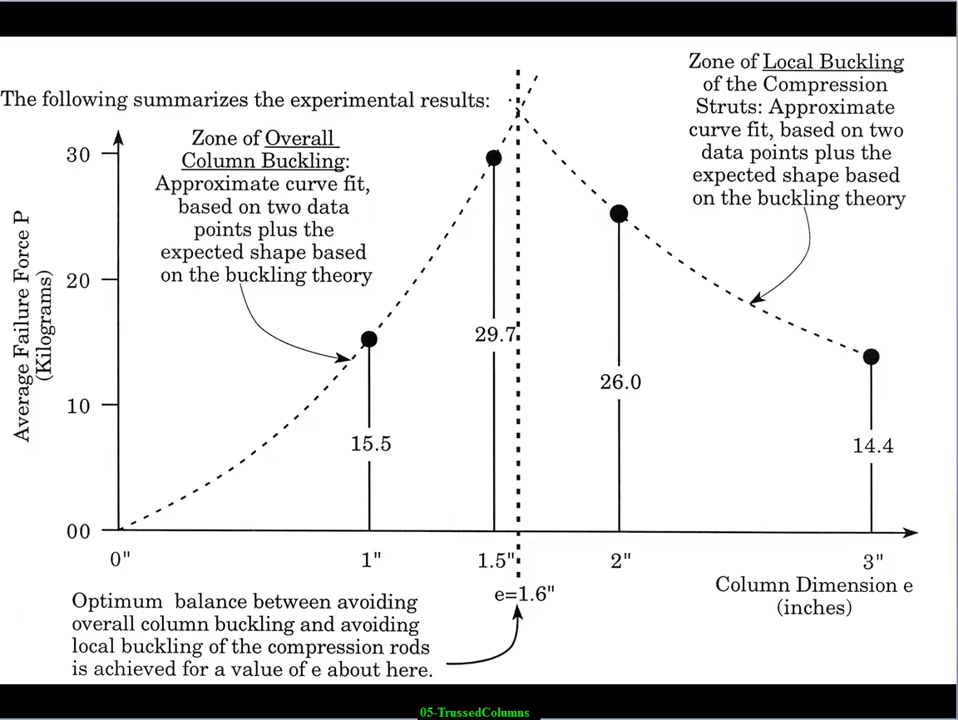 The following summarizes the experimental results:
Zone of Overall
Column Buckling:
Approximate curve fit,
based on two data
points plus the
expected shape based
on the buckling theory
Zone of Local Buckling
of the Compression
Struts: Approximate
curve fit, based on two
data points plus the
expected shape based
on the buckling theory
Average Failure Force P
(Kilograms)
30
20
10
00
29.7
26.0
15.5
14.4
0"
1"
1.5"
2"
3"
e=1.6"
Column Dimension e
(inches)
Optimum balance between avoiding
overall column buckling and avoiding
local buckling of the compression rods
is achieved for a value of e about here.
05-TrussedColumns